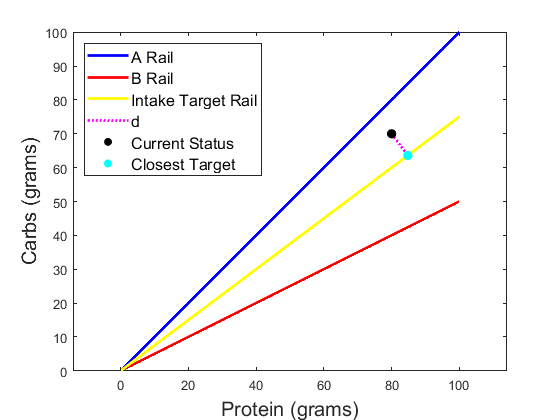 100
90
80
70
60
50
40
30
20
10
0
Carbs (grams)
A Rail
B Rail
Intake Target Rail
d
Current Status
Closest Target
0 20 40 60 80 100
Protein (grams)